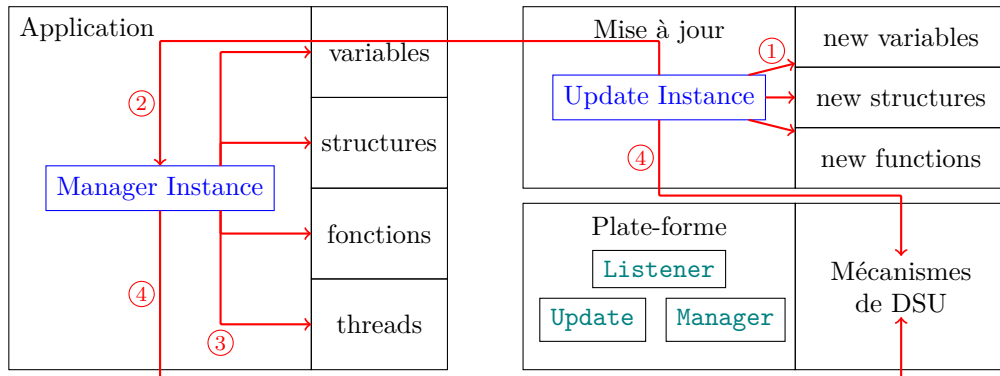 Application
variables
②
structures
Manager Instance
fonctions
④
③
threads
Mise à jour
①
new variables
Update Instance
new structures
④
new functions
Plate-forme
Listener
Update
Manager
Mécanismes
de DSU